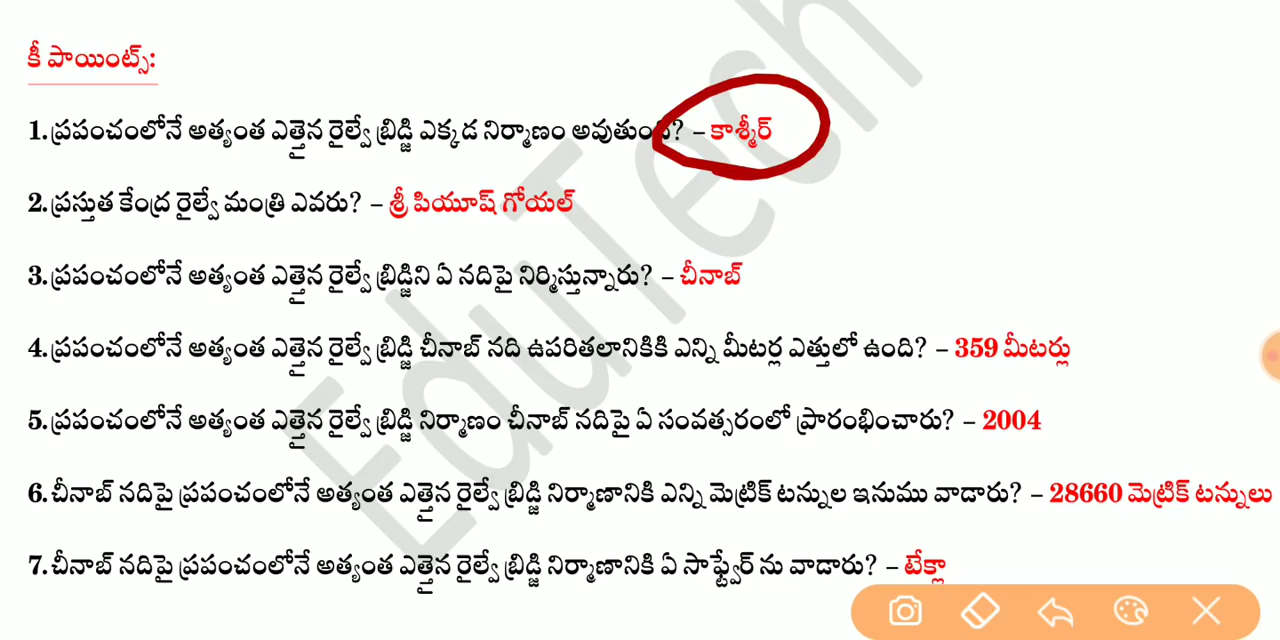 కీ పాయింట్స్:
1. ప్రపంచంలోనే అత్యంత ఎత్తైన రైల్వే బ్రిడ్జి ఎక్కడ నిర్మాణం అవుతుంది? – కాశ్మీర్
2. ప్రస్తుత కేంద్ర రైల్వే మంత్రి ఎవరు? – శ్రీ పియూష్ గోయల్
3. ప్రపంచంలోనే అత్యంత ఎత్తైన రైల్వే బ్రిడ్జిని ఏ నదిపై నిర్మిస్తున్నారు? – చీనాబ్
4. ప్రపంచంలోనే అత్యంత ఎత్తైన రైల్వే బ్రిడ్జి చీనాబ్ నది ఉపరితలానికికి ఎన్ని మీటర్ల ఎత్తులో ఉంది? – 359 మీటర్లు
5. ప్రపంచంలోనే అత్యంత ఎత్తైన రైల్వే బ్రిడ్జి నిర్మాణం చీనాబ్ నదిపై ఏ సంవత్సరంలో ప్రారంభించారు? – 2004
6. చీనాబ్ నదిపై ప్రపంచంలోనే అత్యంత ఎత్తైన రైల్వే బ్రిడ్జి నిర్మాణానికి ఎన్ని మెట్రిక్ టన్నుల ఇనుము వాడారు? – 28660 మెట్రిక్ టన్నులు
7. చీనాబ్ నదిపై ప్రపంచంలోనే అత్యంత ఎత్తైన రైల్వే బ్రిడ్జి నిర్మాణానికి ఏ సాఫ్ట్వేర్ ను వాడారు? – టేక్లా
EduTech